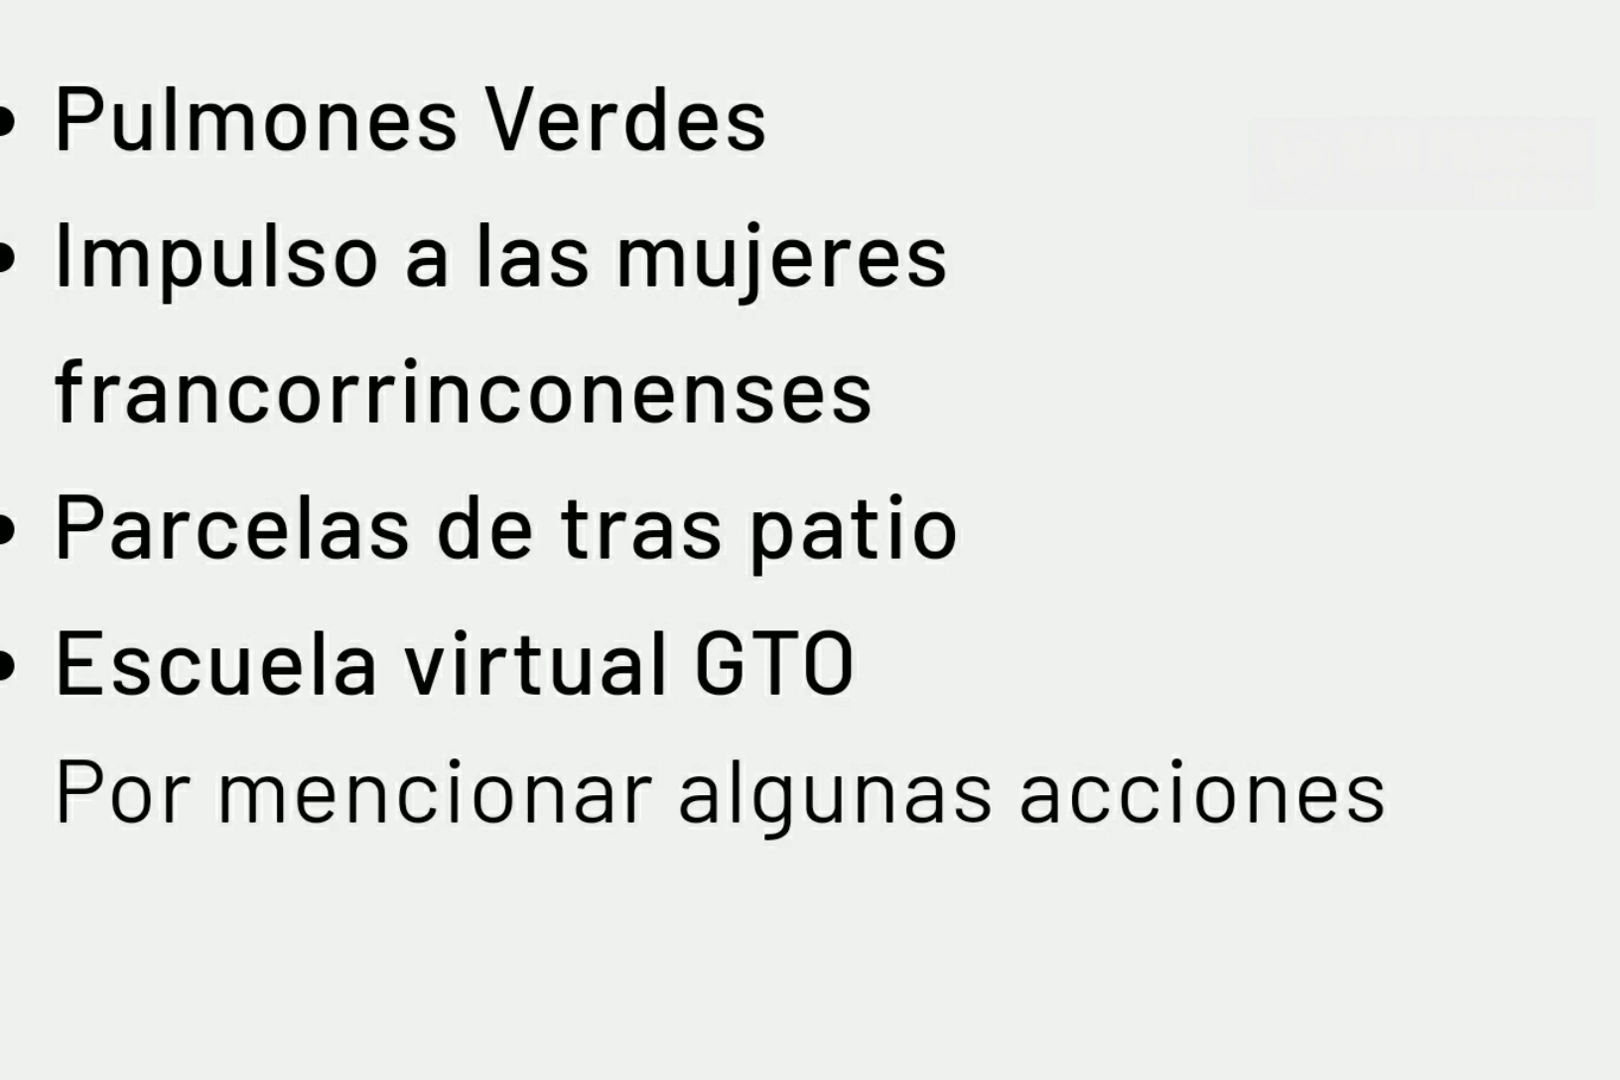 • Pulmones Verdes
• Impulso a las mujeres
francorrinconenses
• Parcelas de tras patio
• Escuela virtual GTO
Por mencionar algunas acciones